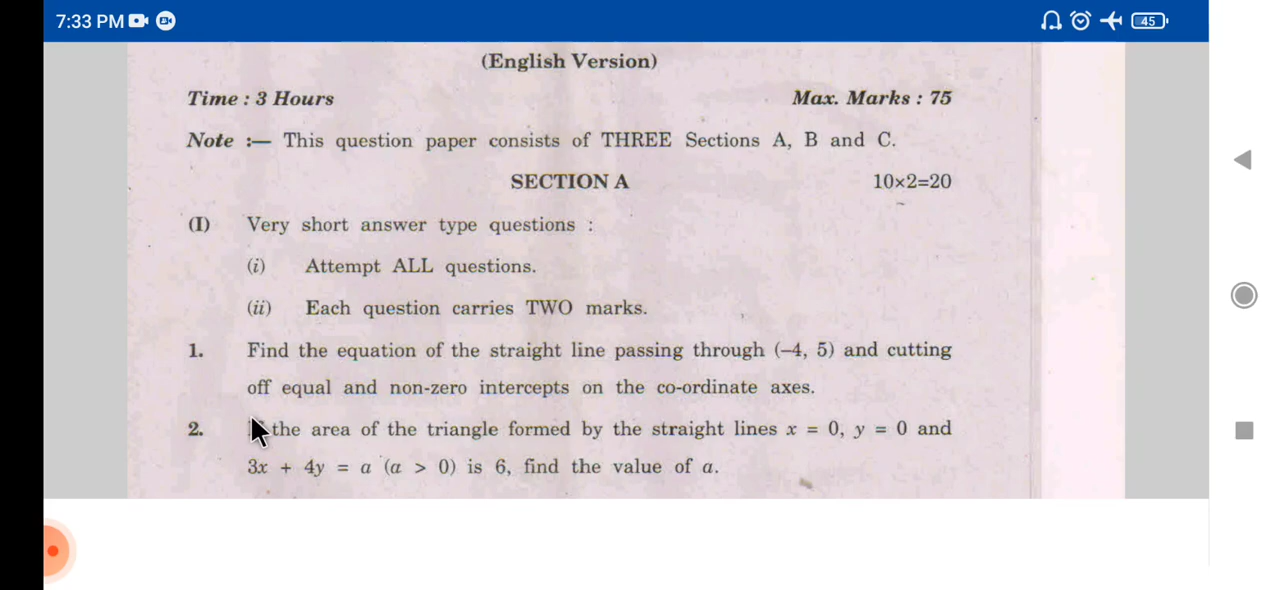 7:33 PM
45
(English Version)
Time : 3 Hours Max. Marks : 75
Note :— This question paper consists of THREE Sections A, B and C.
SECTION A 10×2=20
(I) Very short answer type questions :
(i) Attempt ALL questions.
(ii) Each question carries TWO marks.
1. Find the equation of the straight line passing through (–4, 5) and cutting
off equal and non-zero intercepts on the co-ordinate axes.
2. the area of the triangle formed by the straight lines x = 0, y = 0 and
3x + 4y = a (a > 0) is 6, find the value of a.